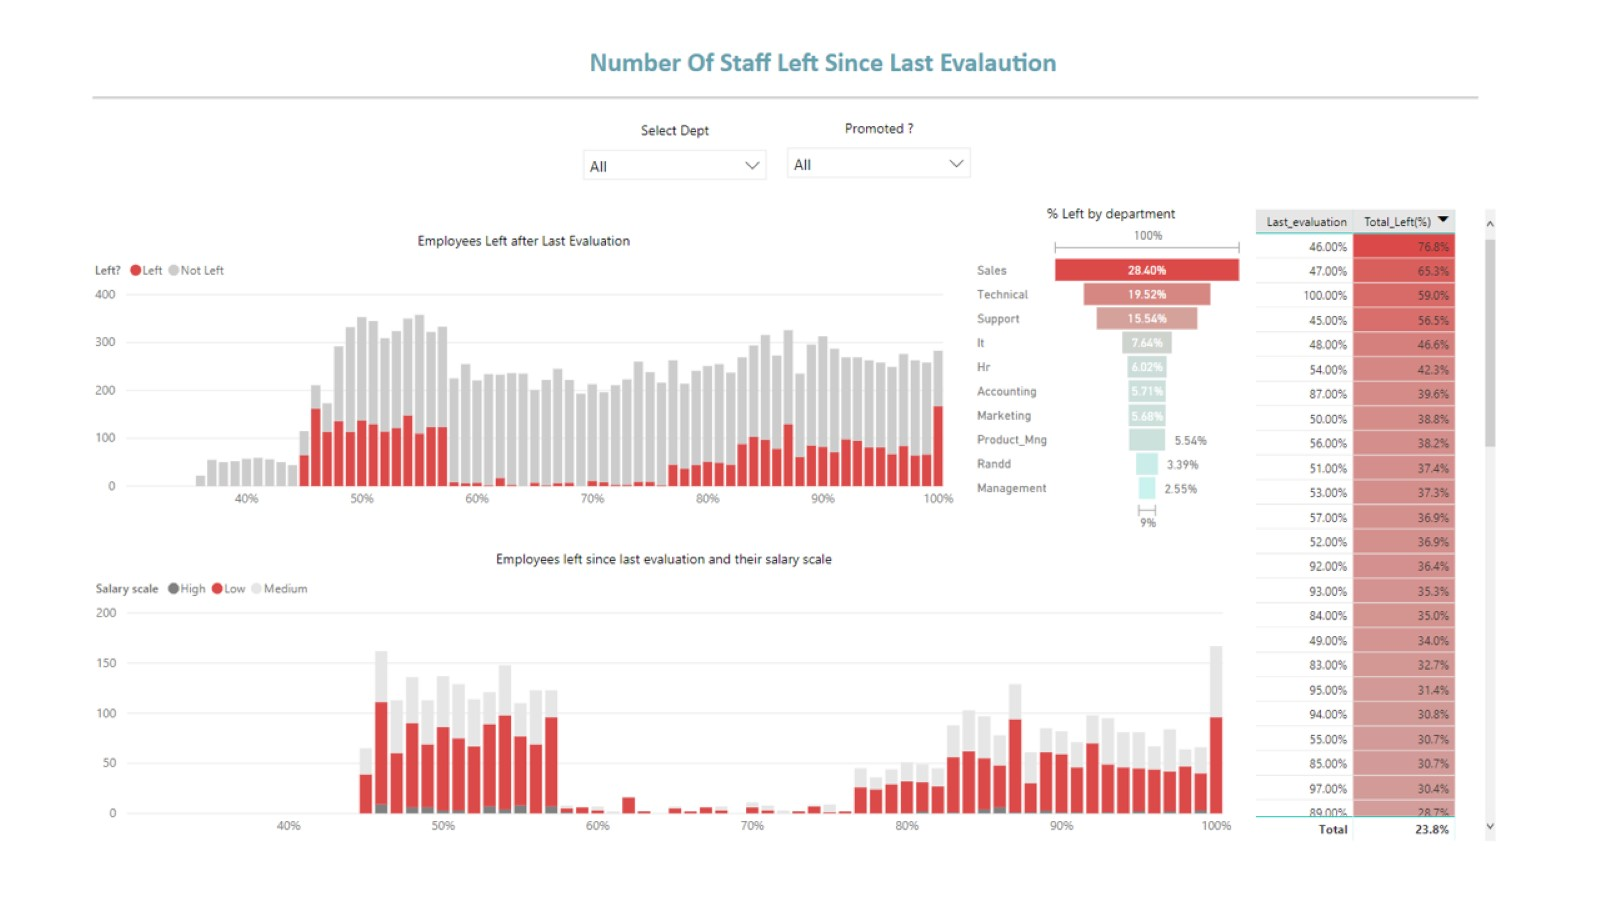 Number Of Staff Left Since Last Evalaution
Select Dept
Promoted ?
All
All
Employees Left after Last Evaluation
Left? Left Not Left
400
300
200
100
0
40% 50% 60% 70% 80% 90% 100%
% Left by department
100%
Sales 28.40%
Technical 19.52%
Support 15.54%
It 7.64%
Hr 6.02%
Accounting 5.71%
Marketing 5.68%
Product_Mng 5.54%
Randd 3.39%
Management 2.55%
9%
Employees left since last evaluation and their salary scale
Salary scale High Low Medium
200
150
100
50
0
40% 50% 60% 70% 80% 90% 100%
Last_evaluation Total_Left(%)
46.00% 76.8%
47.00% 65.3%
100.00% 59.0%
45.00% 56.5%
48.00% 46.6%
54.00% 42.3%
87.00% 39.6%
50.00% 38.8%
56.00% 38.2%
51.00% 37.4%
53.00% 37.3%
57.00% 36.9%
52.00% 36.9%
92.00% 36.4%
93.00% 35.3%
84.00% 35.0%
49.00% 34.0%
83.00% 32.7%
95.00% 31.4%
94.00% 30.8%
55.00% 30.7%
85.00% 30.7%
97.00% 30.4%
89.00% 28.7%
Total 23.8%